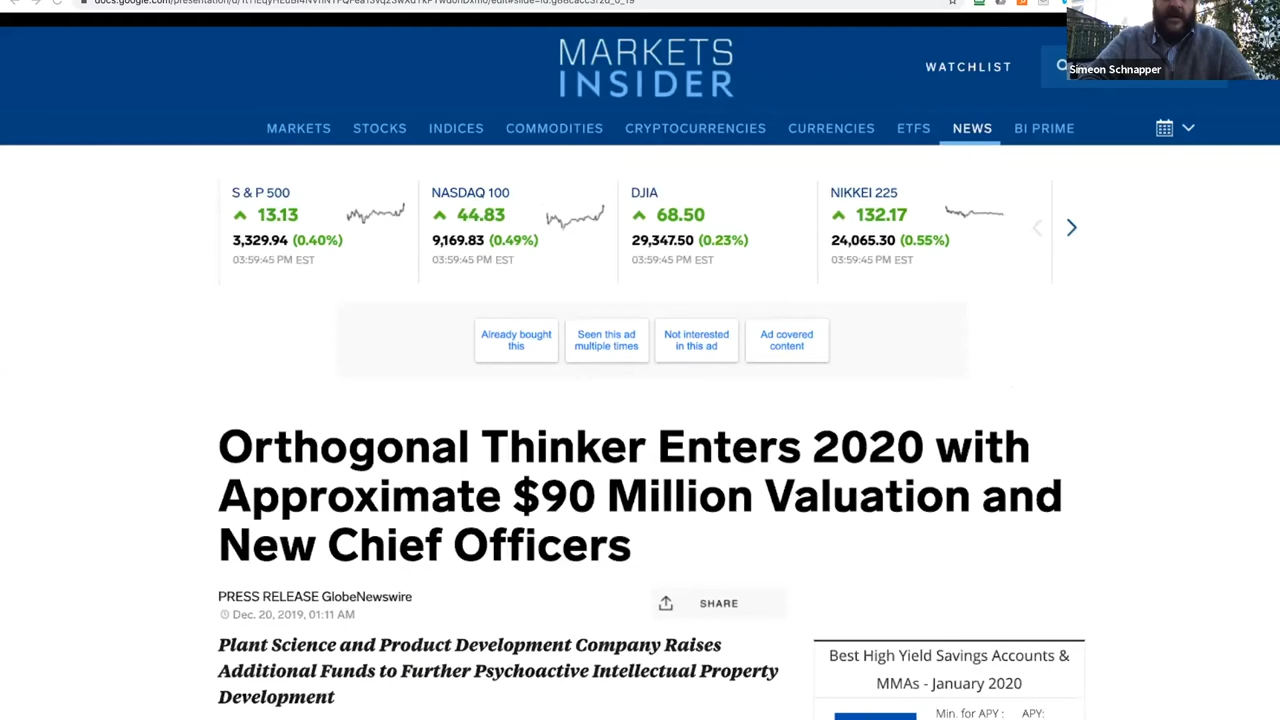 Simeon Schnapper
MARKETS
INSIDER
WATCHLIST
MARKETS STOCKS INDICES COMMODITIES CRYPTOCURRENCIES CURRENCIES ETFS NEWS BI PRIME
S & P 500 NASDAQ 100 DJIA NIKKEI 225
13.13 44.83 68.50 132.17
3,329.94 (0.40%) 9,169.83 (0.49%) 29,347.50 (0.23%) 24,065.30 (0.55%)
03:59:45 PM EST 03:59:45 PM EST 03:59:45 PM EST 03:59:45 PM EST
Already bought Seen this ad Not interested Ad covered
this multiple times in this ad content
Orthogonal Thinker Enters 2020 with
Approximate $90 Million Valuation and
New Chief Officers
PRESS RELEASE GlobeNewswire
SHARE
Dec. 20, 2019, 01:11 AM
Plant Science and Product Development Company Raises
Additional Funds to Further Psychoactive Intellectual Property
Development
Best High Yield Savings Accounts &
MMAs - January 2020
Min. for APY : APY: